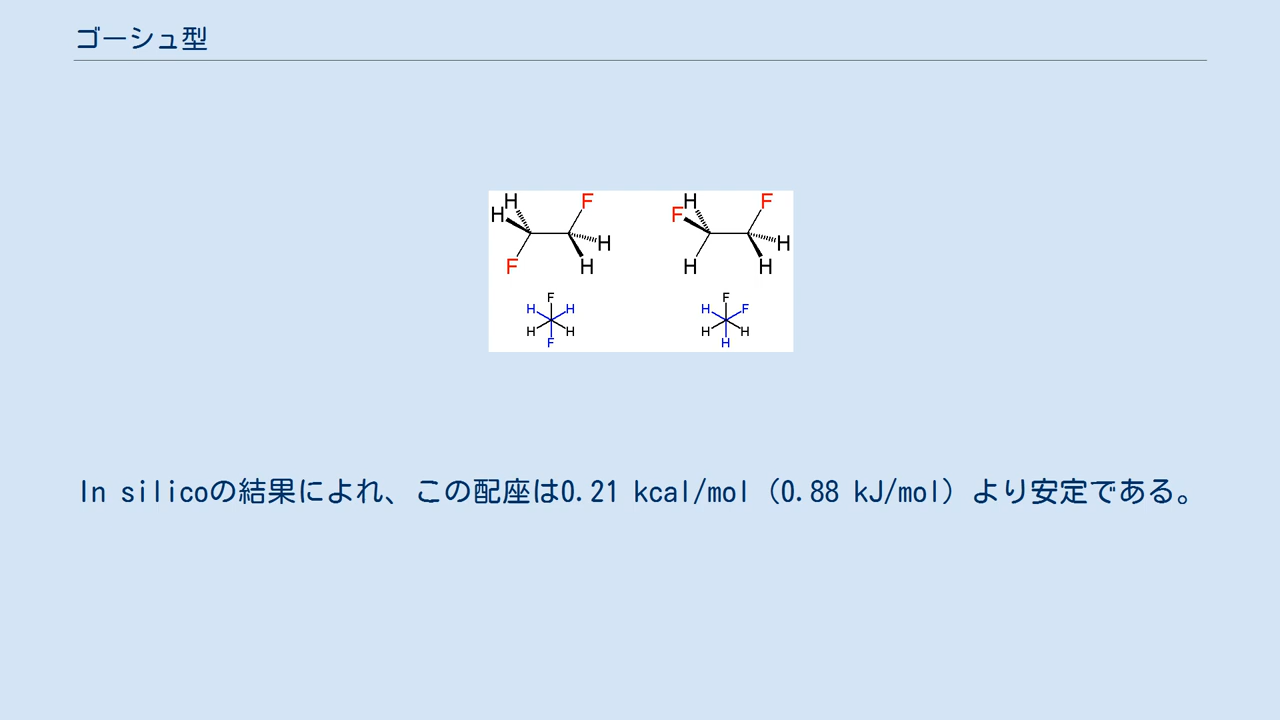 ゴーシュ型
H F H F
H F
H H
F H H H
F F
H H H F
H H H H
F H
In silicoの結果によれ、この配座は0.21 kcal/mol（0.88 kJ/mol）より安定である。